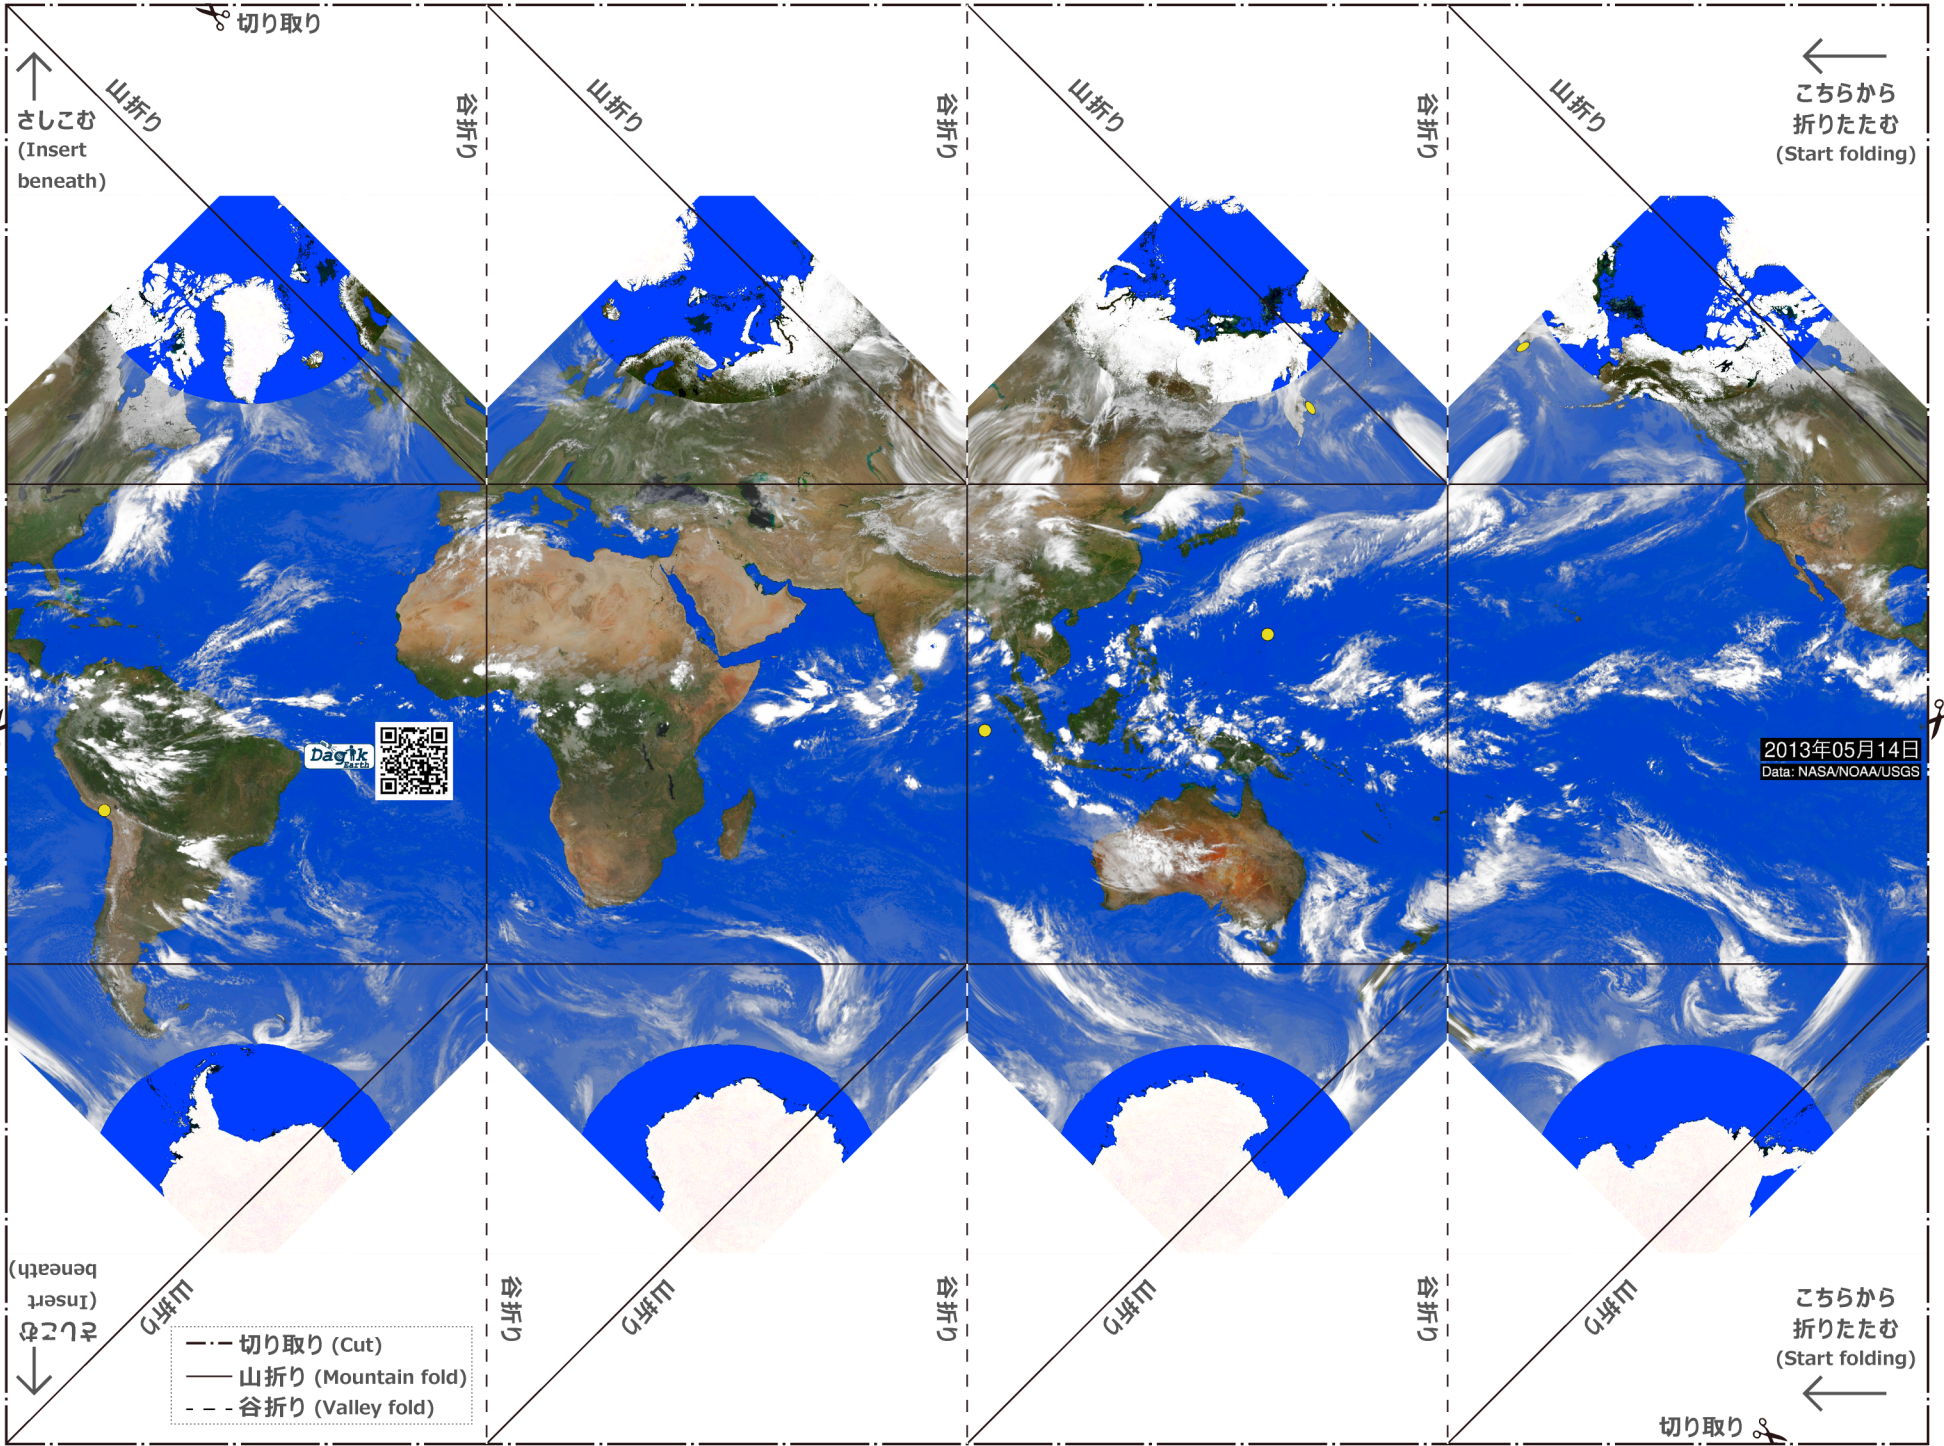 切り取り
山折り
谷折り
山折り
谷折り
山折り
谷折り
山折り
こちらから
折りたたむ
(Start folding)
さしこむ
(Insert
beneath)
Dagik
Earth
2013年05月14日
Data: NASA/NOAA/USGS
さしこむ
(Insert
beneath)
山折り
谷折り
山折り
谷折り
山折り
谷折り
山折り
こちらから
折りたたむ
(Start folding)
切り取り (Cut)
山折り (Mountain fold)
谷折り (Valley fold)
切り取り